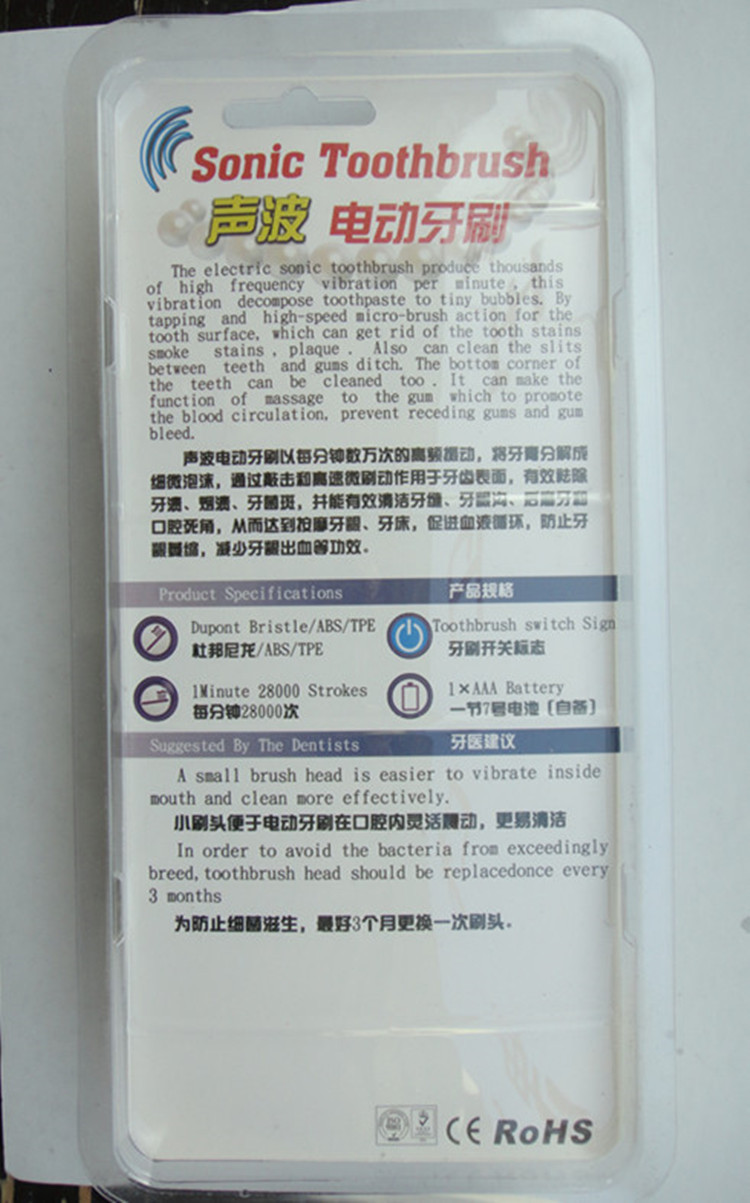 Sonic Toothbrush
声波 电动牙刷
The electric sonic toothbrush produce thousands
of high frequency vibration per minute , this
vibration decompose toothpaste to tiny bubbles. By
tapping and high-speed micro-brush action for the
tooth surface, which can get rid of the tooth stains
smoke stains , plaque . Also can clean the slits
between teeth and gums ditch. The bottom corner of
the teeth can be cleaned too . It can make the
function of massage to the gum which to promote
the blood circulation, prevent receding gums and gum
bleed.
声波电动牙刷以每分钟数万次的高频振动，将牙膏分解成
细微泡沫，通过敲击和高速微刷动作用于牙齿表面，有效祛除
牙渍、烟渍、牙菌斑，并能有效清洁牙缝、牙龈沟、后磨牙和
口腔死角，从而达到按摩牙龈、牙床，促进血液循环，防止牙
龈萎缩，减少牙龈出血等功效。
Product Specifications 产品规格
Dupont Bristle/ABS/TPE Toothbrush switch Sign
杜邦尼龙/ABS/TPE 牙刷开关标志
1Minute 28000 Strokes 1×AAA Battery
每分钟28000次 一节7号电池〔自备〕
Suggested By The Dentists 牙医建议
A small brush head is easier to vibrate inside
mouth and clean more effectively.
小刷头便于电动牙刷在口腔内灵活震动，更易清洁
In order to avoid the bacteria from exceedingly
breed, toothbrush head should be replacedonce every
3 months
为防止细菌滋生，最好3个月更换一次刷头。
ISO CE RoHS